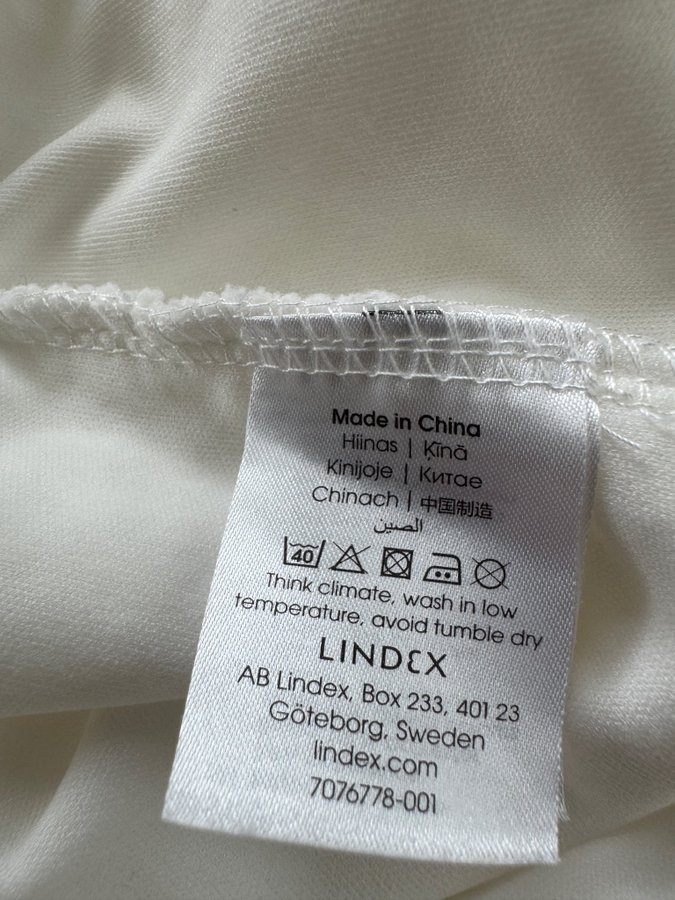 Made in China
Hiinas | Ķīnā
Kinijoje | Китае
Chinach | 中国制造
الصين
40
Think climate, wash in low
temperature, avoid tumble dry
LINDEX
AB Lindex, Box 233, 401 23
Göteborg, Sweden
lindex.com
7076778-001